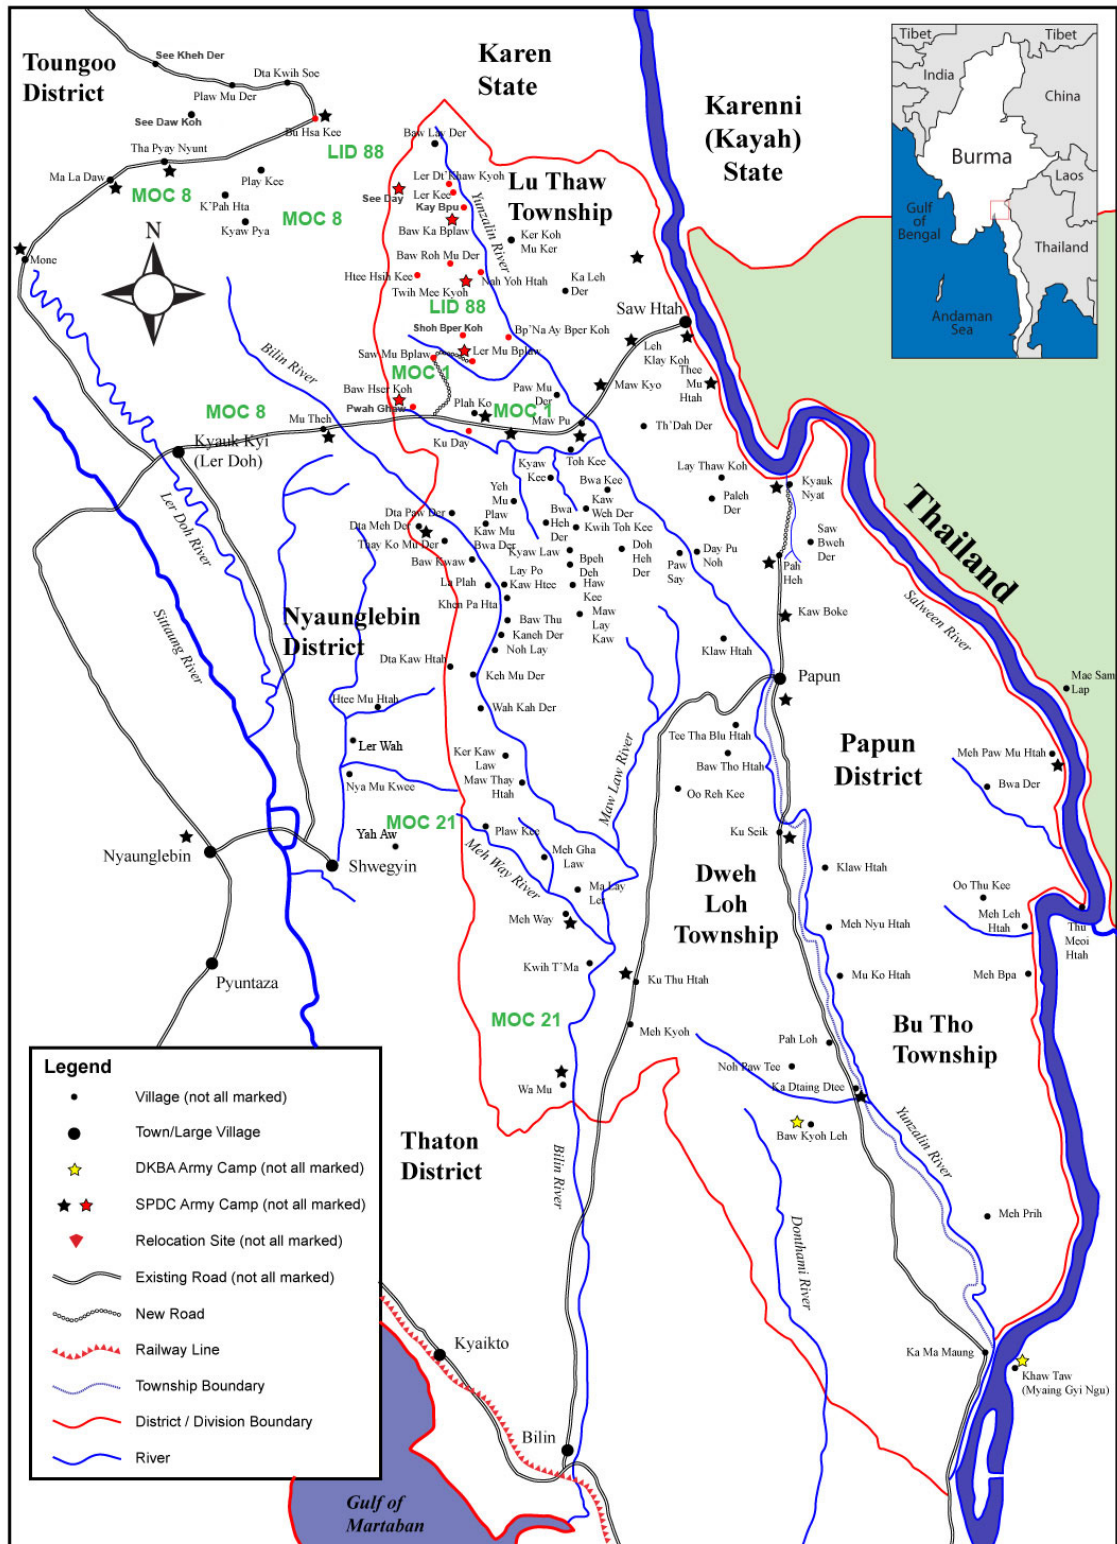 Toungoo
District
See Kheh Der
Plaw Mu Der
Dta Kwih Soe
See Daw Koh
Bu Hsa Kee
Tha Pyay Nyunt
Ma La Daw
Play Kee
K'Pah Hta
Kyaw Pya
Mone
LID 88
MOC 8
MOC 8
N
Karen
State
Karenni
(Kayah)
State
Tibet
Tibet
India
China
Burma
Laos
Gulf
of
Bengal
Thailand
Andaman
Sea
Baw Lay Der
Ler Dt'Khaw Kyoh
See Day
Ler Kee
Kay Bpu
Baw Ka Bplaw
Yunzalin River
Lu Thaw
Township
Ker Koh
Mu Ker
Baw Roh Mu Der
Htee Hsih Kee
Nah Yoh Htah
Twih Mee Kyoh
Ka Leh
Der
LID 88
Saw Htah
Shoh Bper Koh
Bp'Na Ay Bper Koh
Saw Mu Bplaw
Ler Mu Bplaw
Leh
Klay Koh
Thee
Mu
Htah
MOC 1
Baw Hser Koh
Pwah Ghaw
Paw Mu
Der
Maw Kyo
Plah Ko
MOC 1
Maw Pu
Ku Day
Toh Kee
Th'Dah Der
Bilin River
MOC 8
Mu Theh
Kyauk Kyi
(Ler Doh)
Ler Doh River
Sittaung River
Kyaw
Kee
Bwa Kee
Lay Thaw Koh
Kyauk
Nyat
Yeh
Mu
Plaw
Kaw
Weh Der
Paleh
Der
Dta Paw Der
Dta Meh Der
Kaw Mu
Bwa Der
Bwa
Heh
Der
Kwih Toh Kee
Thay Ko Mu Der
Baw Kwaw
Kyaw Law
Bpeh
Deh
Doh
Heh
Der
Day Pu
Noh
Paw
Say
Saw
Bweh
Der
Pah
Heh
Lay Po
Kaw Htee
La Plah
Haw
Kee
Khen Pa Hta
Maw
Lay
Kaw
Kaw Boke
Thailand
Salween River
Nyaunglebin
District
Baw Thu
Kaneh Der
Noh Lay
Klaw Htah
Dta Kaw Htah
Keh Mu Der
Papun
Mae Sam
Lap
Htee Mu Htah
Wah Kah Der
Ler Wah
Tee Tha Blu Htah
Baw Tho Htah
Papun
District
Meh Paw Mu Htah
Ker Kaw
Law
Maw Thay
Htah
Nya Mu Kwee
Oo Reh Kee
Bwa Der
Maw Law River
MOC 21
Plaw Kee
Meh Way River
Yah Aw
Nyaunglebin
Shwegyin
Meh Gha
Law
Ku Seik
Klaw Htah
Dweh
Loh
Township
Ma Lay
Ler
Oo Thu Kee
Meh Leh
Htah
Meh Way
Meh Nyu Htah
Thu
Meoi
Htah
Pyuntaza
Kwih T'Ma
Ku Thu Htah
Mu Ko Htah
Meh Bpa
MOC 21
Meh Kyoh
Bu Tho
Township
Pah Loh
Noh Paw Tee
Ka Dtaing Dtee
Wa Mu
Baw Kyoh Leh
Yunzalin River
Thaton
District
Bilin River
Donthami River
Meh Prih
Ka Ma Maung
Khaw Taw
(Myaing Gyi Ngu)
Kyaikto
Bilin
Gulf of
Martaban
Legend
Village (not all marked)
Town/Large Village
DKBA Army Camp (not all marked)
SPDC Army Camp (not all marked)
Relocation Site (not all marked)
Existing Road (not all marked)
New Road
Railway Line
Township Boundary
District / Division Boundary
River